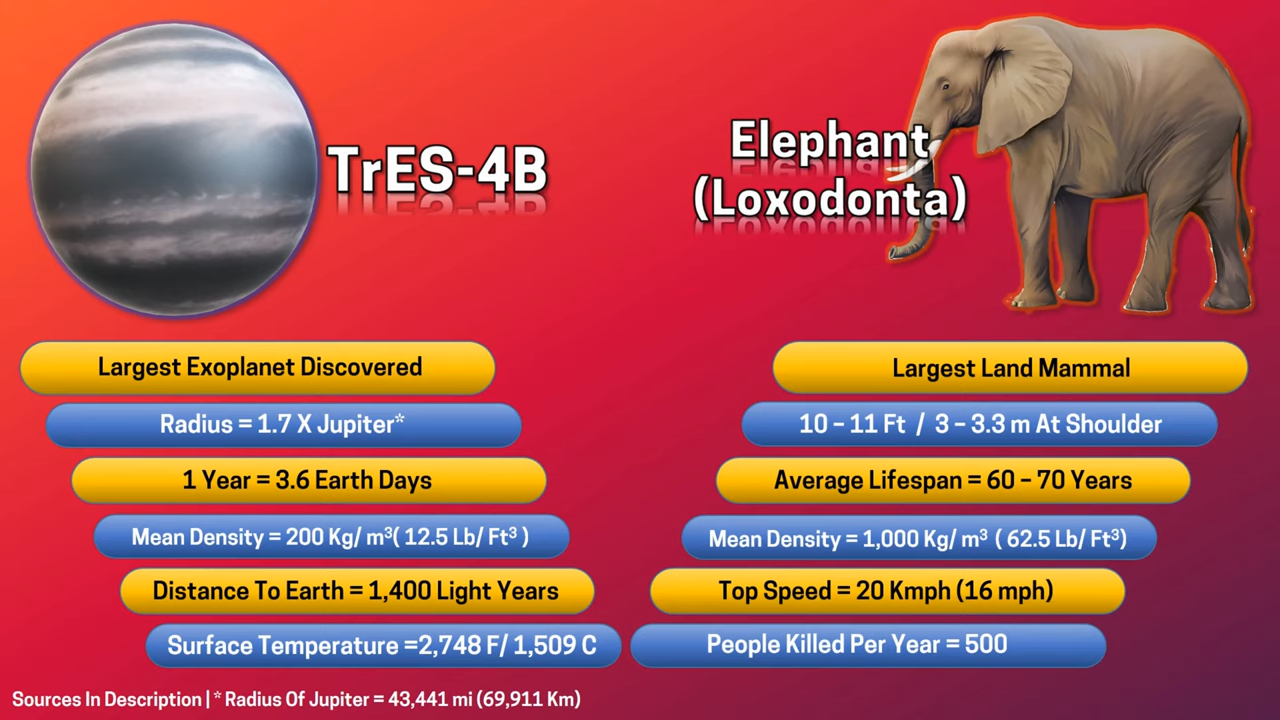 TrES-4B
Elephant
(Loxodonta)
Largest Exoplanet Discovered
Radius = 1.7 X Jupiter*
1 Year = 3.6 Earth Days
Mean Density = 200 Kg/ m³( 12.5 Lb/ Ft³ )
Distance To Earth = 1,400 Light Years
Surface Temperature =2,748 F/ 1,509 C
Largest Land Mammal
10 – 11 Ft / 3 – 3.3 m At Shoulder
Average Lifespan = 60 – 70 Years
Mean Density = 1,000 Kg/ m³ ( 62.5 Lb/ Ft³)
Top Speed = 20 Kmph (16 mph)
People Killed Per Year = 500
Sources In Description | * Radius Of Jupiter = 43,441 mi (69,911 Km)